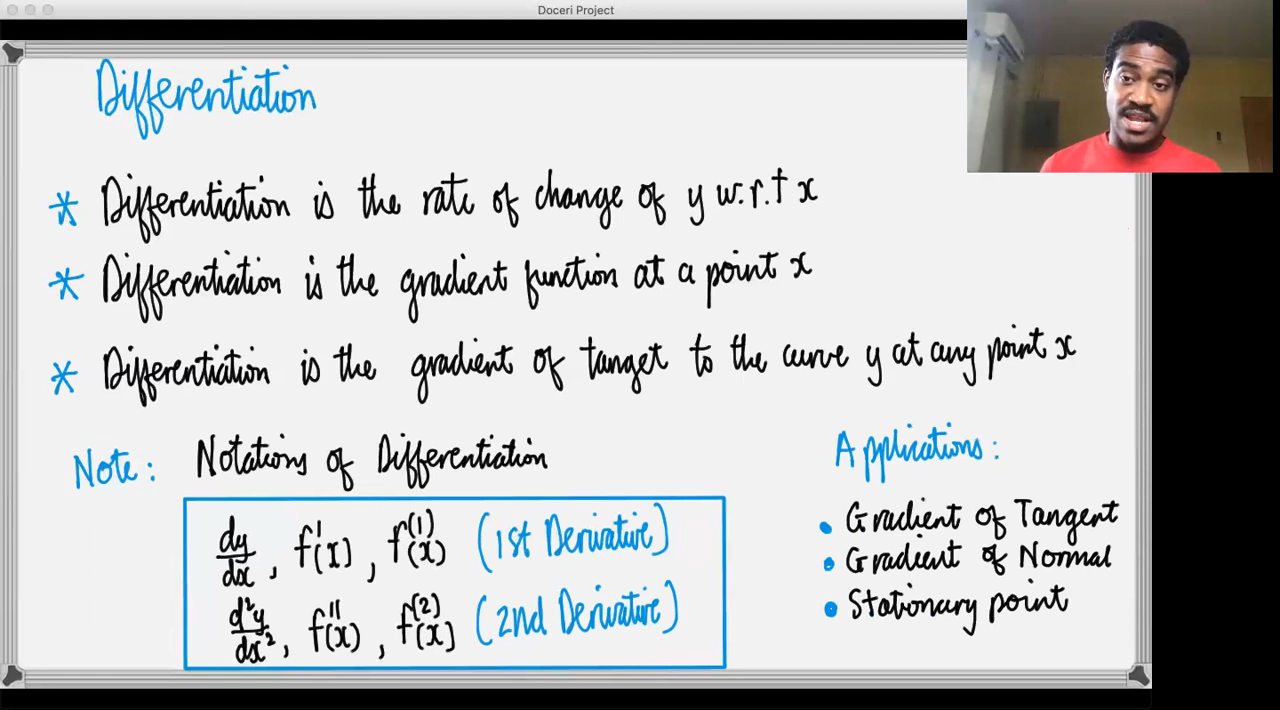 Doceri Project
Differentiation
* Differentiation is the rate of change of y w.r.t x
* Differentiation is the gradient function at a point x
* Differentiation is the gradient of tanget to the curve y at any point x
Note: Notations of Differentiation
dy/dx, f'(x), f⁽¹⁾(x) (1st Derivative)
d²y/dx², f''(x), f⁽²⁾(x) (2nd Derivative)
Applications:
• Gradient of Tangent
• Gradient of Normal
• Stationary point